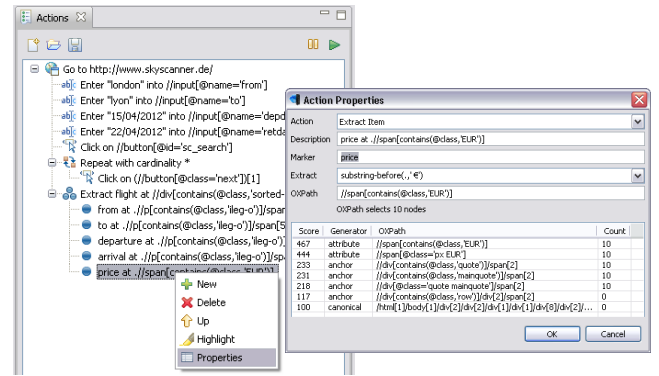 Actions
Go to http://www.skyscanner.de/
Enter "london" into //input[@name='from']
Enter "lyon" into //input[@name='to']
Enter "15/04/2012" into //input[@name='depd
Enter "22/04/2012" into //input[@name='retda
Click on //button[@id='sc_search']
Repeat with cardinality *
Click on (//button[@class='next'])[1]
Extract flight at //div[contains(@class,'sorted-
from at .//p[contains(@class,'ileg-o')]/spar
to at .//p[contains(@class,'ileg-o')]/span[5
departure at .//p[contains(@class,'ileg-o')]
arrival at .//p[contains(@class,'ileg-o')]/sp
price at .//span[contains(@class,'EUR')]
New
Delete
Up
Highlight
Properties
Action Properties
Action Extract Item
Description price at .//span[contains(@class,'EUR')]
Marker price
Extract substring-before(.,' €')
OXPath //span[contains(@class,'EUR')]
OXPath selects 10 nodes
Score Generator OXPath Count
467 attribute //span[contains(@class,'EUR')] 10
444 attribute //span[@class='px EUR'] 10
233 anchor //div[contains(@class,'quote')]/span[2] 10
231 anchor //div[contains(@class,'mainquote')]/span[2] 10
218 anchor //div[@class='quote mainquote']/span[2] 10
117 anchor //div[contains(@class,'row')]/div[2]/span[2] 0
100 canonical /html[1]/body[1]/div[2]/div[2]/div[1]/div[1]/div[8]/div[2]/... 0
OK Cancel